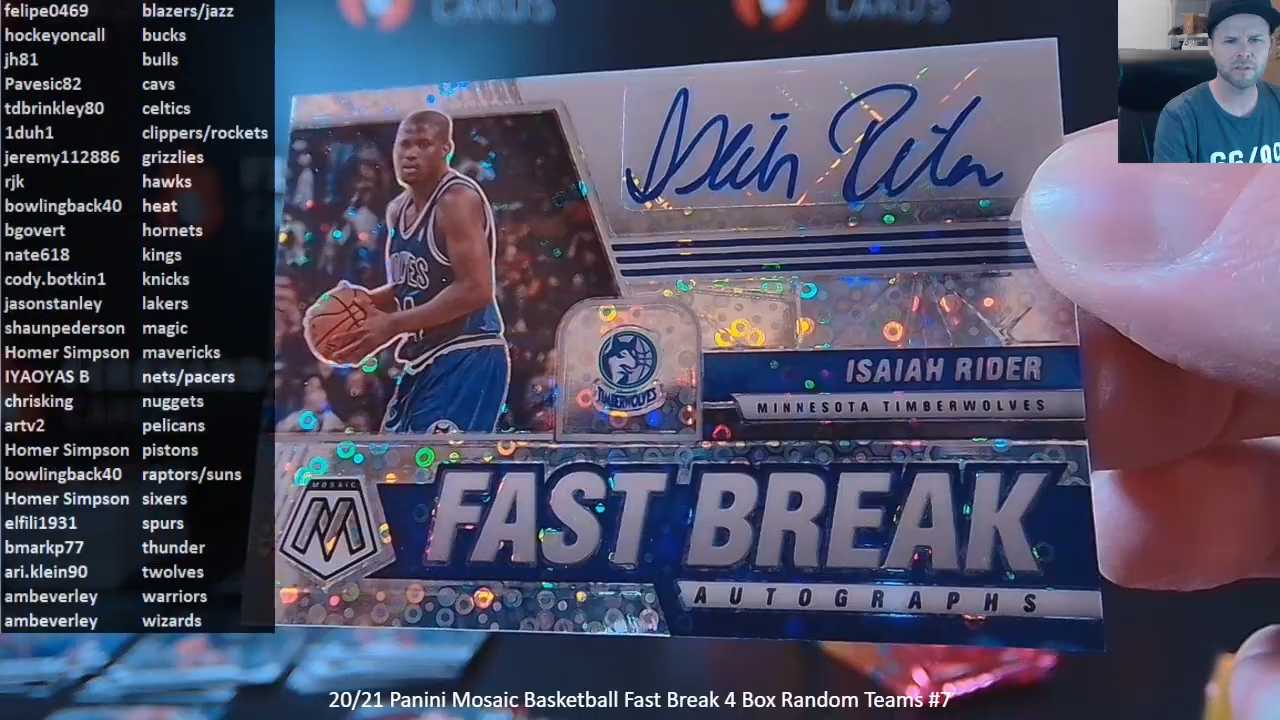 felipe0469 blazers/jazz
hockeyoncall bucks
jh81 bulls
Pavesic82 cavs
tdbrinkley80 celtics
1duh1 clippers/rockets
jeremy112886 grizzlies
rjk hawks
bowlingback40 heat
bgovert hornets
nate618 kings
cody.botkin1 knicks
jasonstanley lakers
shaunpederson magic
Homer Simpson mavericks
IYAOYAS B nets/pacers
chrisking nuggets
artv2 pelicans
Homer Simpson pistons
bowlingback40 raptors/suns
Homer Simpson sixers
elfili1931 spurs
bmarkp77 thunder
ari.klein90 twolves
ambeverley warriors
ambeverley wizards
CARDS CARDS
Isaiah Rider
TIMBERWOLVES
ISAIAH RIDER
MINNESOTA TIMBERWOLVES
MOSAIC
FAST BREAK
AUTOGRAPHS
20/21 Panini Mosaic Basketball Fast Break 4 Box Random Teams #7